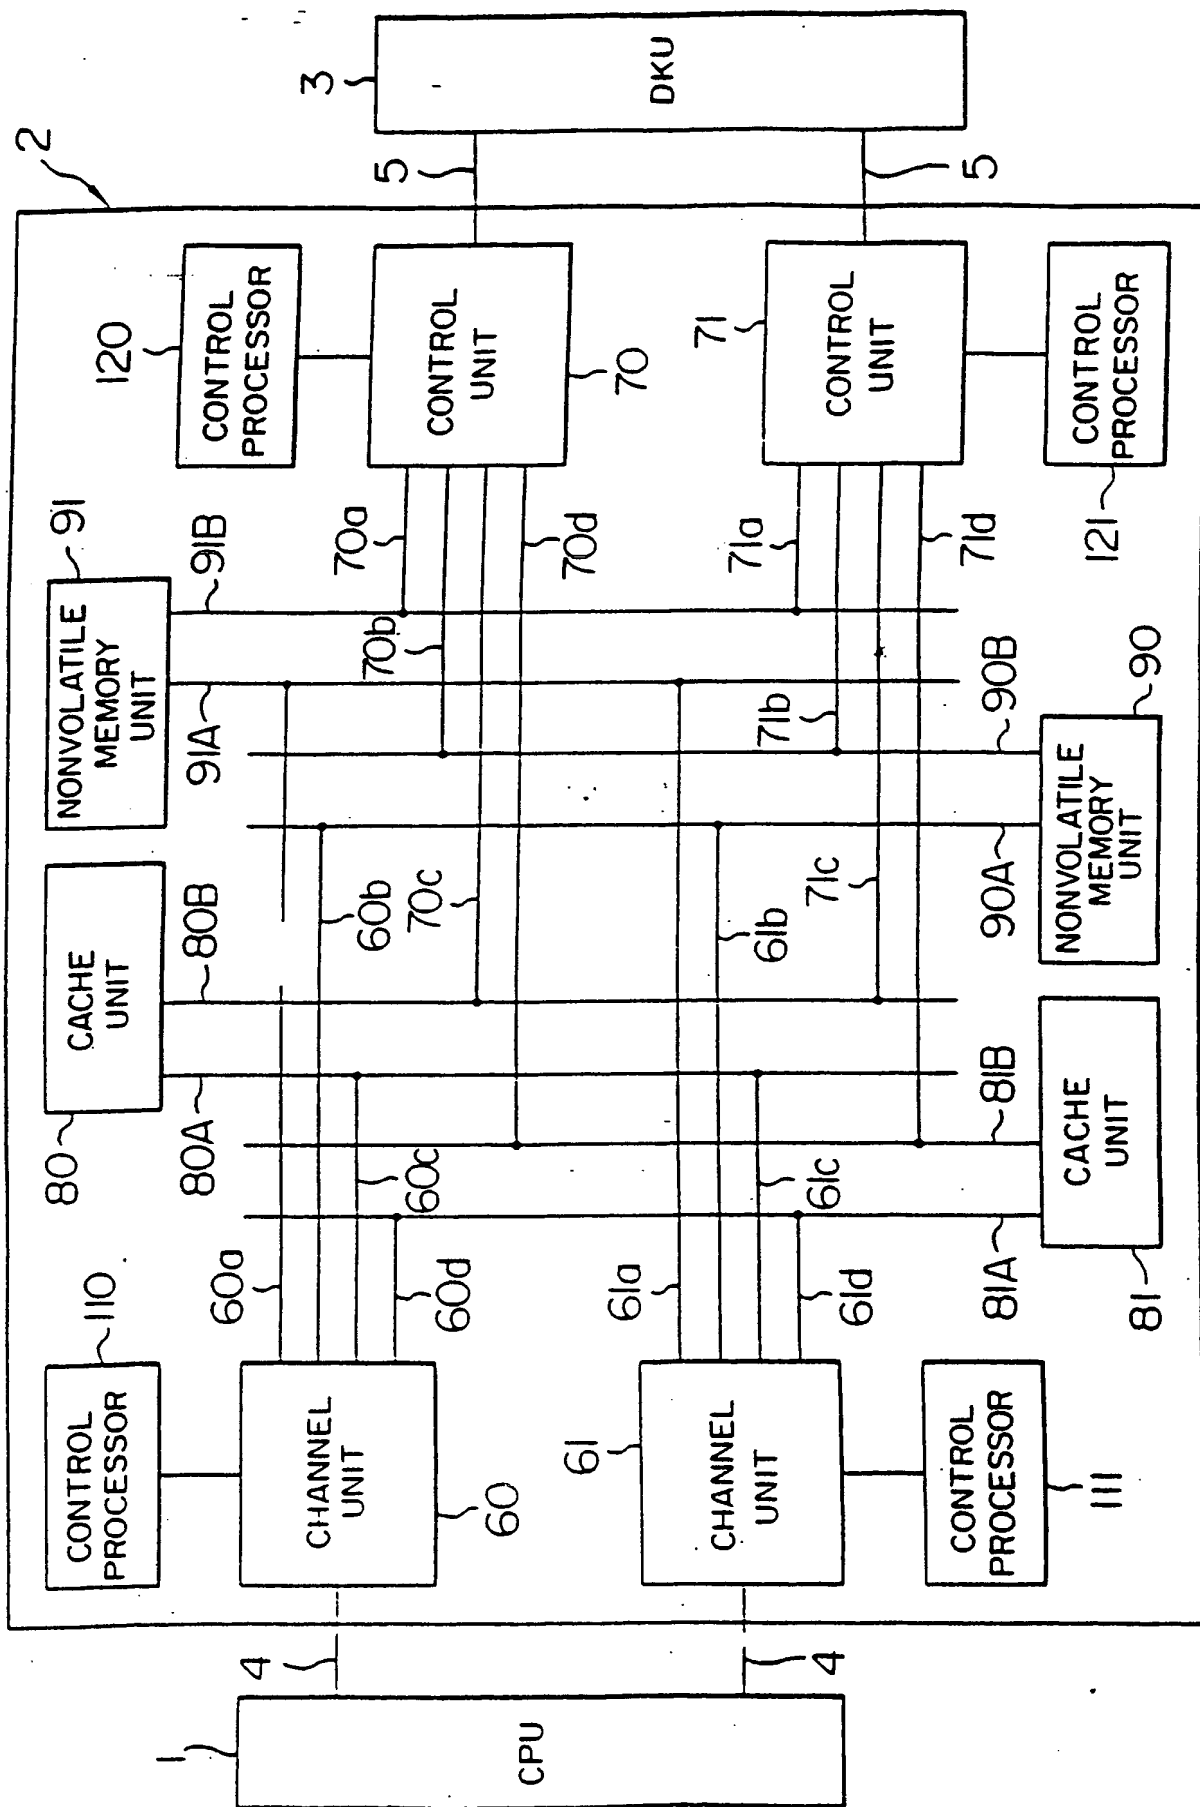 1
CPU
4
4
2
CONTROL
PROCESSOR
110
CHANNEL
UNIT
60
60a
60b
60c
60d
CHANNEL
UNIT
61
61a
61b
61c
61d
CONTROL
PROCESSOR
111
CACHE
UNIT
80
80A
80B
CACHE
UNIT
81
81A
81B
NONVOLATILE
MEMORY
UNIT
91
91A
91B
NONVOLATILE
MEMORY
UNIT
90
90A
90B
CONTROL
PROCESSOR
120
CONTROL
UNIT
70
70a
70b
70c
70d
CONTROL
UNIT
71
71a
71b
71c
71d
CONTROL
PROCESSOR
121
5
5
3
DKU